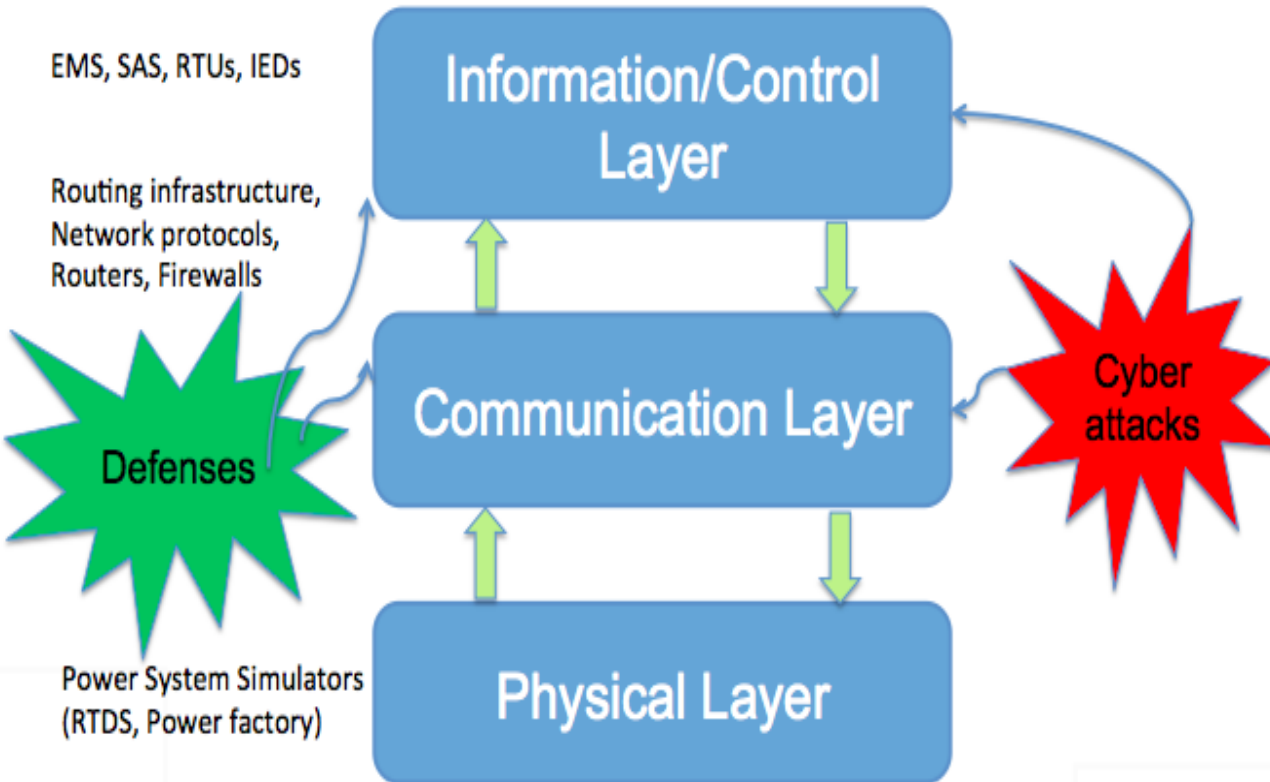 EMS, SAS, RTUs, IEDs
Information/Control
Layer
Routing infrastructure,
Network protocols,
Routers, Firewalls
Defenses
Communication Layer
Cyber
attacks
Power System Simulators
(RTDS, Power factory)
Physical Layer